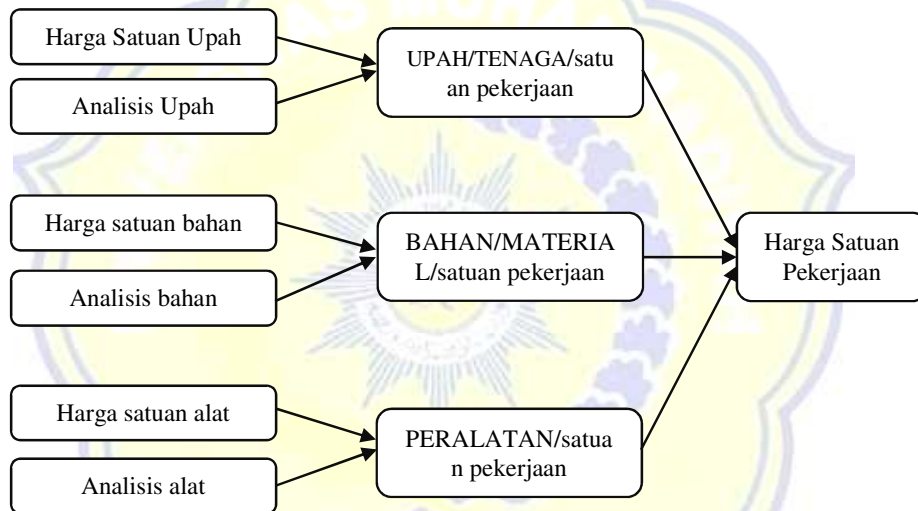 Harga Satuan Upah
Analisis Upah
UPAH/TENAGA/satu
an pekerjaan
Harga satuan bahan
Analisis bahan
BAHAN/MATERIA
L/satuan pekerjaan
Harga Satuan
Pekerjaan
Harga satuan alat
Analisis alat
PERALATAN/satua
n pekerjaan